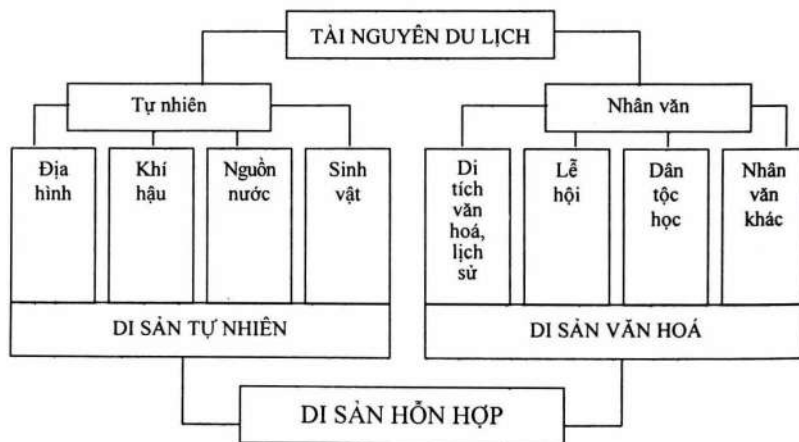 TÀI NGUYÊN DU LỊCH
Tự nhiên
Nhân văn
Địa
hình
Khí
hậu
Nguồn
nước
Sinh
vật
Di
tích
văn
hoá,
lịch
sử
Lễ
hội
Dân
tộc
học
Nhân
văn
khác
DI SẢN TỰ NHIÊN
DI SẢN VĂN HOÁ
DI SẢN HỖN HỢP